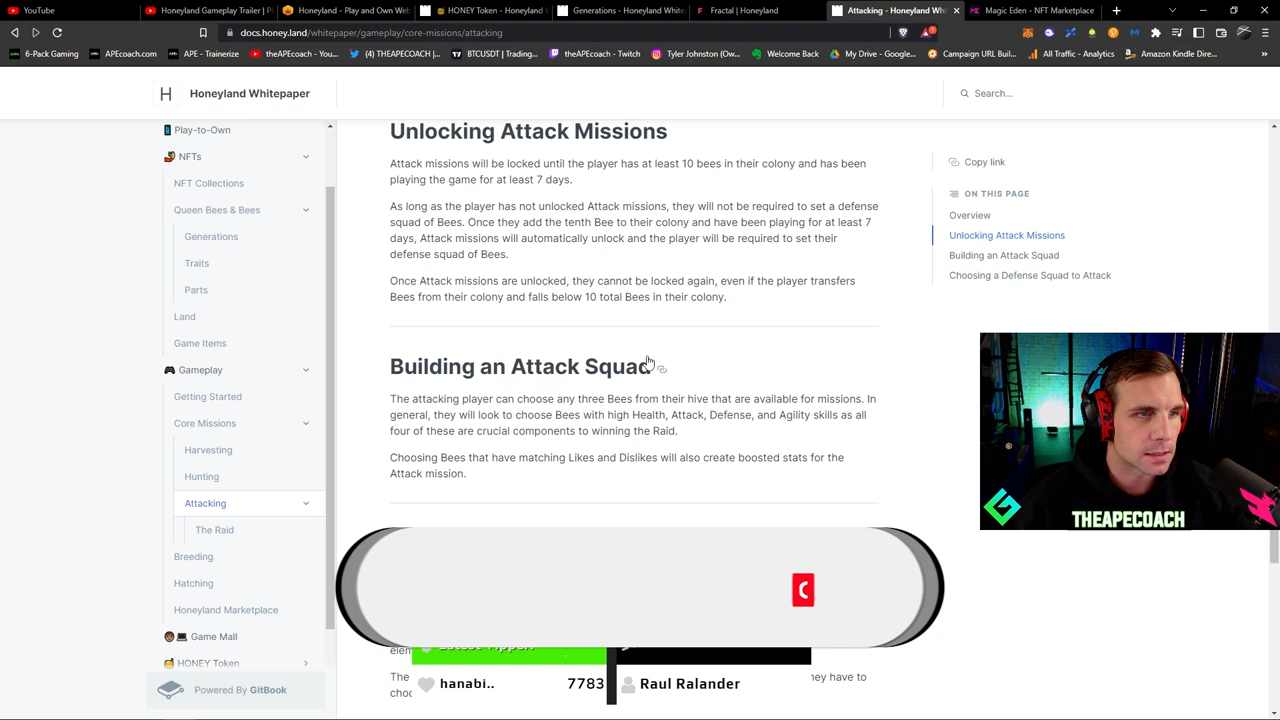 YouTube
Honeyland Gameplay Trailer | P
Honeyland - Play and Own Web
🍯 HONEY Token - Honeyland
Generations - Honeyland White
Fractal | Honeyland
Attacking - Honeyland Whi
Magic Eden - NFT Marketplace
docs.honey.land/whitepaper/gameplay/core-missions/attacking
6-Pack Gaming
APEcoach.com
APE - Trainerize
theAPEcoach - You...
(4) THEAPECOACH |...
BTCUSDT | Trading...
theAPEcoach - Twitch
Tyler Johnston (Ow...
Welcome Back
My Drive - Google...
Campaign URL Buil...
All Traffic - Analytics
Amazon Kindle Dire...
H Honeyland Whitepaper
Search...
Play-to-Own
NFTs
NFT Collections
Queen Bees & Bees
Generations
Traits
Parts
Land
Game Items
Gameplay
Getting Started
Core Missions
Harvesting
Hunting
Attacking
The Raid
Breeding
Hatching
Honeyland Marketplace
Game Mall
HONEY Token
Powered By GitBook
Unlocking Attack Missions
Attack missions will be locked until the player has at least 10 bees in their colony and has been
playing the game for at least 7 days.
As long as the player has not unlocked Attack missions, they will not be required to set a defense
squad of Bees. Once they add the tenth Bee to their colony and have been playing for at least 7
days, Attack missions will automatically unlock and the player will be required to set their
defense squad of Bees.
Once Attack missions are unlocked, they cannot be locked again, even if the player transfers
Bees from their colony and falls below 10 total Bees in their colony.
Building an Attack Squad
The attacking player can choose any three Bees from their hive that are available for missions. In
general, they will look to choose Bees with high Health, Attack, Defense, and Agility skills as all
four of these are crucial components to winning the Raid.
Choosing Bees that have matching Likes and Dislikes will also create boosted stats for the
Attack mission.
The
hey have to
hanabi..
7783
Raul Ralander
Copy link
ON THIS PAGE
Overview
Unlocking Attack Missions
Building an Attack Squad
Choosing a Defense Squad to Attack
THEAPECOACH